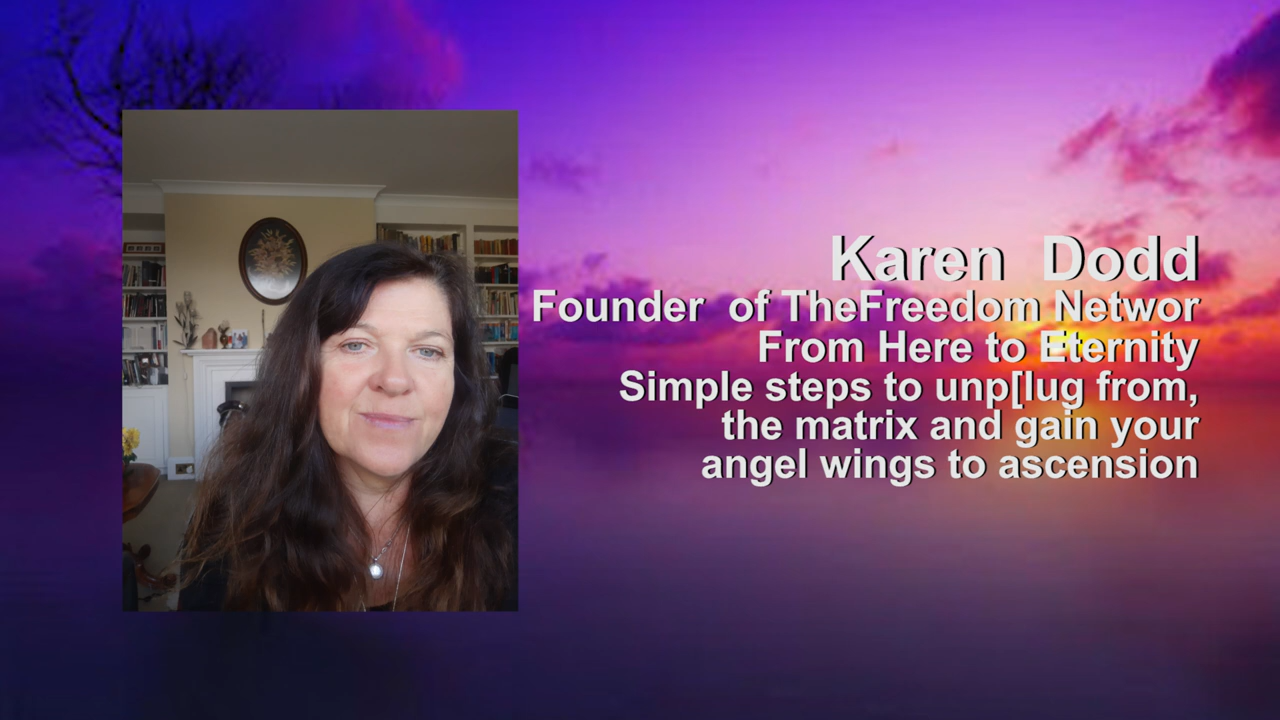 Karen Dodd
Founder of TheFreedom Networ
From Here to Eternity
Simple steps to unp[lug from,
the matrix and gain your
angel wings to ascension